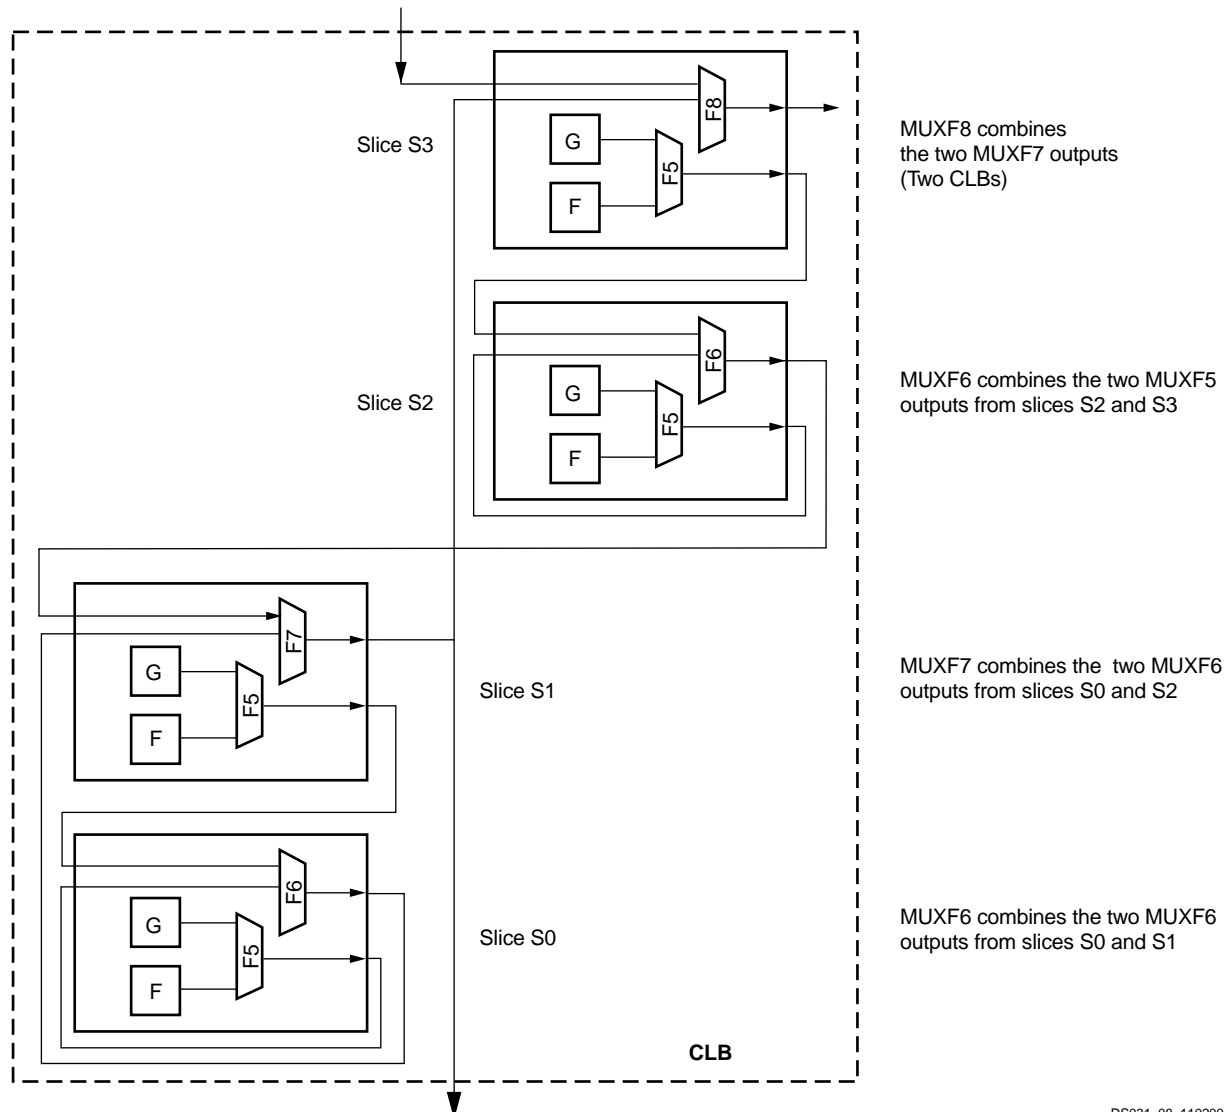 F8
MUXF8 combines
the two MUXF7 outputs
(Two CLBs)
Slice S3
G
F5
F
F6
MUXF6 combines the two MUXF5
outputs from slices S2 and S3
Slice S2
G
F5
F
F7
MUXF7 combines the two MUXF6
outputs from slices S0 and S2
G
Slice S1
F5
F
F6
MUXF6 combines the two MUXF6
outputs from slices S0 and S1
G
Slice S0
F5
F
CLB